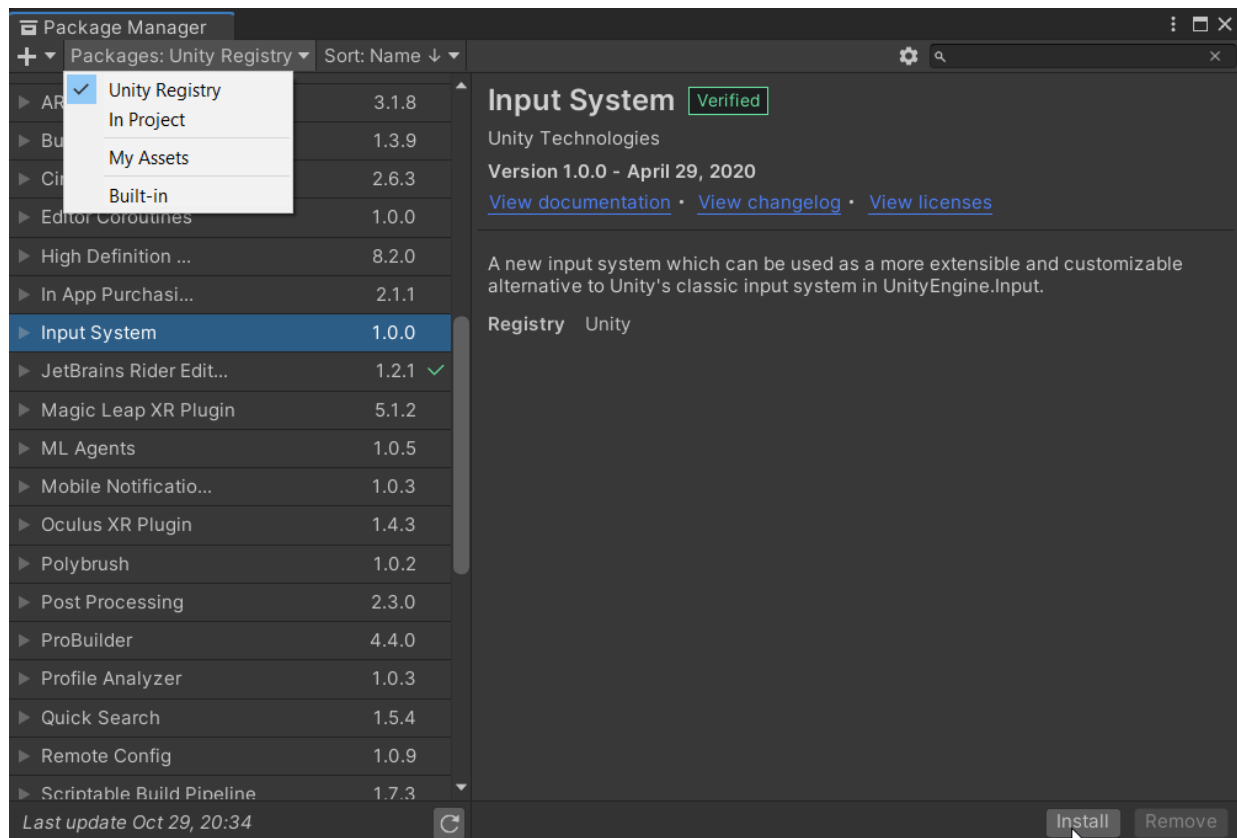 Package Manager
Packages: Unity Registry Sort: Name ↓
Unity Registry
In Project
My Assets
Built-in
AR 3.1.8
Bu 1.3.9
Cin 2.6.3
Editor Coroutines 1.0.0
High Definition ... 8.2.0
In App Purchasi... 2.1.1
Input System 1.0.0
JetBrains Rider Edit... 1.2.1
Magic Leap XR Plugin 5.1.2
ML Agents 1.0.5
Mobile Notificatio... 1.0.3
Oculus XR Plugin 1.4.3
Polybrush 1.0.2
Post Processing 2.3.0
ProBuilder 4.4.0
Profile Analyzer 1.0.3
Quick Search 1.5.4
Remote Config 1.0.9
Scriptable Build Pipeline 1.7.3
Last update Oct 29, 20:34
Input System Verified
Unity Technologies
Version 1.0.0 - April 29, 2020
View documentation • View changelog • View licenses
A new input system which can be used as a more extensible and customizable
alternative to Unity's classic input system in UnityEngine.Input.
Registry Unity
Install Remove